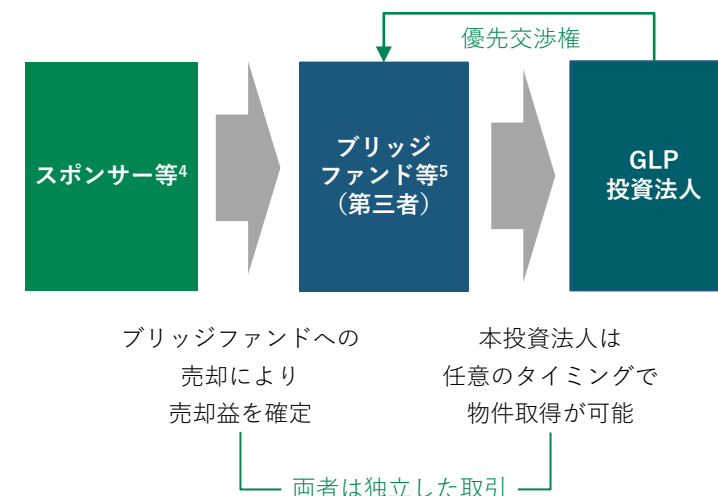 優先交渉権
スポンサー等4
ブリッジ
ファンド等5
（第三者）
GLP
投資法人
ブリッジファンドへの
売却により
売却益を確定
本投資法人は
任意のタイミングで
物件取得が可能
両者は独立した取引